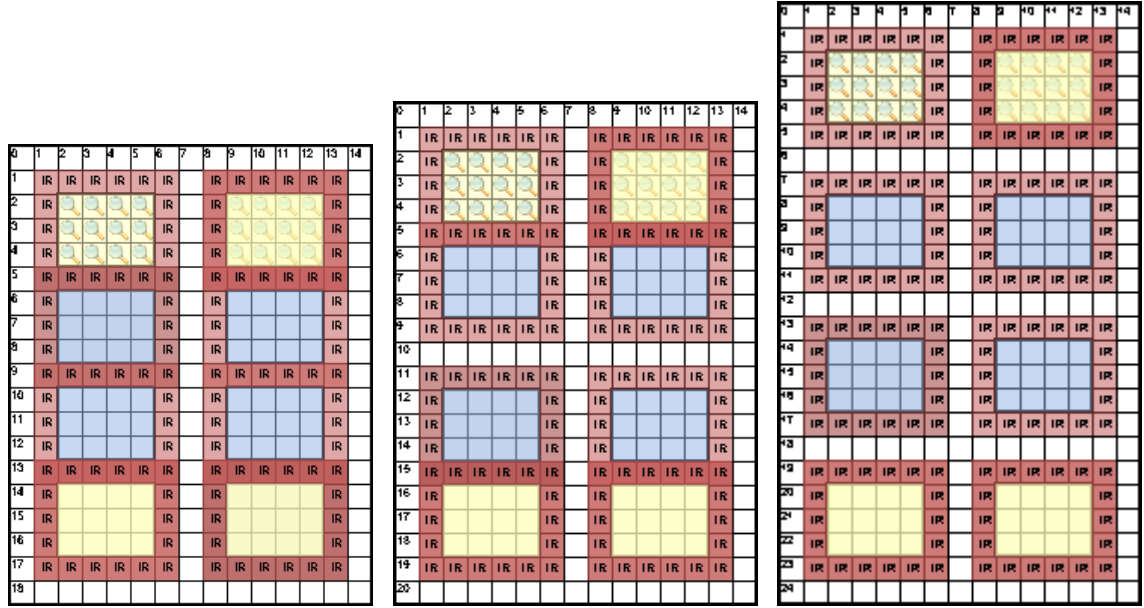 0 1 2 3 4 5 6 7 8 9 10 11 12 13 14
1 IR IR IR IR IR IR IR IR IR IR IR IR
2 IR IR IR IR
3 IR IR IR IR
4 IR IR IR IR
5 IR IR IR IR IR IR IR IR IR IR IR IR
6 IR IR IR IR
7 IR IR IR IR
8 IR IR IR IR
9 IR IR IR IR IR IR IR IR IR IR IR IR
10 IR IR IR IR
11 IR IR IR IR
12 IR IR IR IR
13 IR IR IR IR IR IR IR IR IR IR IR IR
14 IR IR IR IR
15 IR IR IR IR
16 IR IR IR IR
17 IR IR IR IR IR IR IR IR IR IR IR IR
18
0 1 2 3 4 5 6 7 8 9 10 11 12 13 14
1 IR IR IR IR IR IR IR IR IR IR IR IR
2 IR IR IR IR
3 IR IR IR IR
4 IR IR IR IR
5 IR IR IR IR IR IR IR IR IR IR IR IR
6 IR IR IR IR
7 IR IR IR IR
8 IR IR IR IR
9 IR IR IR IR IR IR IR IR IR IR IR IR
10
11 IR IR IR IR IR IR IR IR IR IR IR IR
12 IR IR IR IR
13 IR IR IR IR
14 IR IR IR IR
15 IR IR IR IR IR IR IR IR IR IR IR IR
16 IR IR IR IR
17 IR IR IR IR
18 IR IR IR IR
19 IR IR IR IR IR IR IR IR IR IR IR IR
20
0 1 2 3 4 5 6 7 8 9 10 11 12 13 14
1 IR IR IR IR IR IR IR IR IR IR IR IR
2 IR IR IR IR
3 IR IR IR IR
4 IR IR IR IR
5 IR IR IR IR IR IR IR IR IR IR IR IR
6
7 IR IR IR IR IR IR IR IR IR IR IR IR
8 IR IR IR IR
9 IR IR IR IR
10 IR IR IR IR
11 IR IR IR IR IR IR IR IR IR IR IR IR
12
13 IR IR IR IR IR IR IR IR IR IR IR IR
14 IR IR IR IR
15 IR IR IR IR
16 IR IR IR IR
17 IR IR IR IR IR IR IR IR IR IR IR IR
18
19 IR IR IR IR IR IR IR IR IR IR IR IR
20 IR IR IR IR
21 IR IR IR IR
22 IR IR IR IR
23 IR IR IR IR IR IR IR IR IR IR IR IR
24